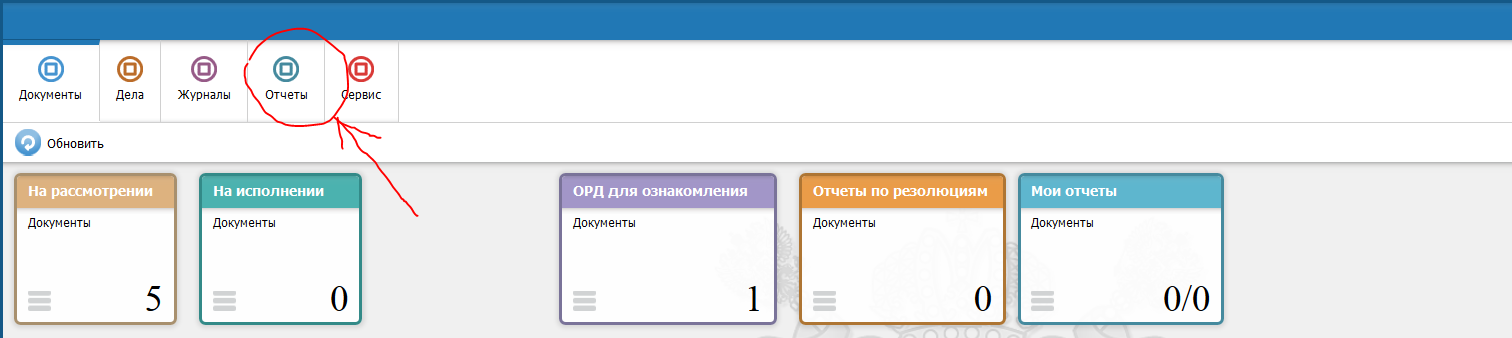 Документы Дела Журналы Отчеты Сервис
Обновить
На рассмотрении На исполнении ОРД для ознакомления Отчеты по резолюциям Мои отчеты
Документы Документы Документы Документы Документы
5 0 1 0 0/0